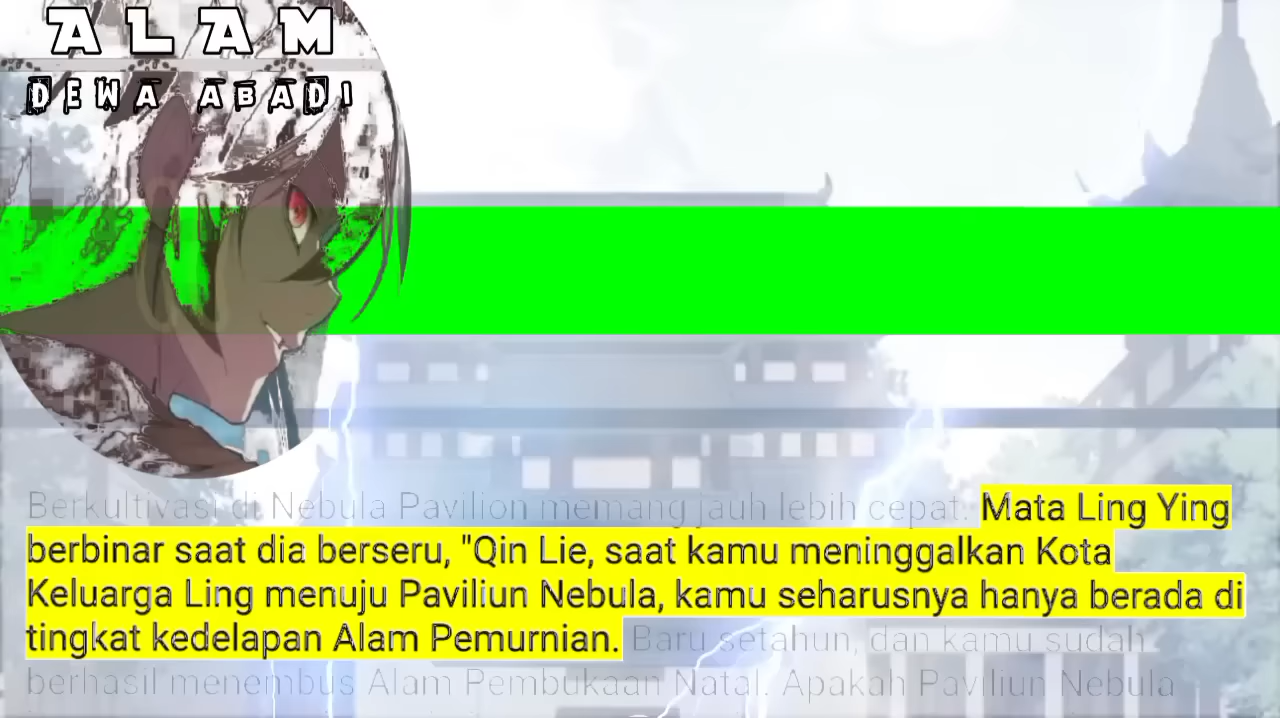 ALAM
DEWA ABADI
Berkultivasi di Nebula Pavilion memang jauh lebih cepat. Mata Ling Ying
berbinar saat dia berseru, "Qin Lie, saat kamu meninggalkan Kota
Keluarga Ling menuju Paviliun Nebula, kamu seharusnya hanya berada di
tingkat kedelapan Alam Pemurnian. Baru setahun, dan kamu sudah
berhasil menembus Alam Pembukaan Natal. Apakah Paviliun Nebula